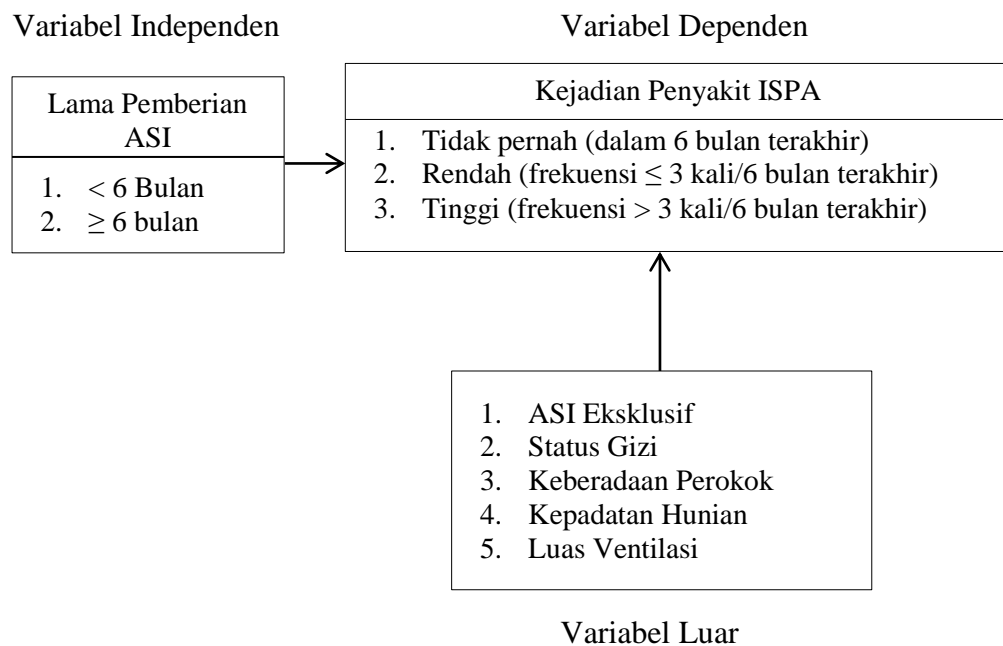 Variabel Independen
Variabel Dependen
Lama Pemberian
ASI
1. < 6 Bulan
2. ≥ 6 bulan
Kejadian Penyakit ISPA
1. Tidak pernah (dalam 6 bulan terakhir)
2. Rendah (frekuensi ≤ 3 kali/6 bulan terakhir)
3. Tinggi (frekuensi > 3 kali/6 bulan terakhir)
1. ASI Eksklusif
2. Status Gizi
3. Keberadaan Perokok
4. Kepadatan Hunian
5. Luas Ventilasi
Variabel Luar